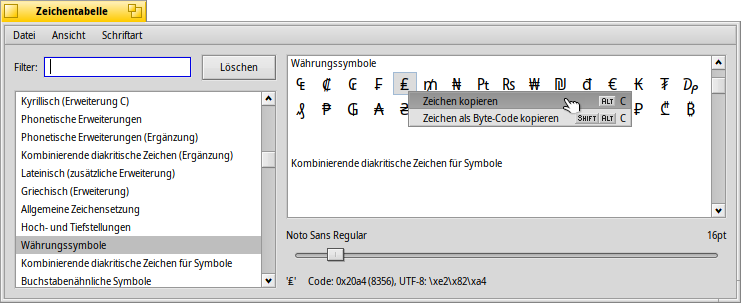 Zeichentabelle
Datei Ansicht Schriftart
Filter: Löschen
Kyrillisch (Erweiterung C)
Phonetische Erweiterungen
Phonetische Erweiterungen (Ergänzung)
Kombinierende diakritische Zeichen (Ergänzung)
Lateinisch (zusätzliche Erweiterung)
Griechisch (Erweiterung)
Allgemeine Zeichensetzung
Hoch- und Tiefstellungen
Währungssymbole
Kombinierende diakritische Zeichen für Symbole
Buchstabenähnliche Symbole
Währungssymbole
₠ ₡ ₢ ₣ ₤ ₥ ₦ ₧ ₨ ₩ ₪ ₫ € ₭ ₮ ₯
₰ ₱ ₲ ₳ ₴ ₽ ₾ ₿
Zeichen kopieren ALT C
Zeichen als Byte-Code kopieren SHIFT ALT C
Kombinierende diakritische Zeichen für Symbole
Noto Sans Regular 16pt
'₤' Code: 0x20a4 (8356), UTF-8: \xe2\x82\xa4